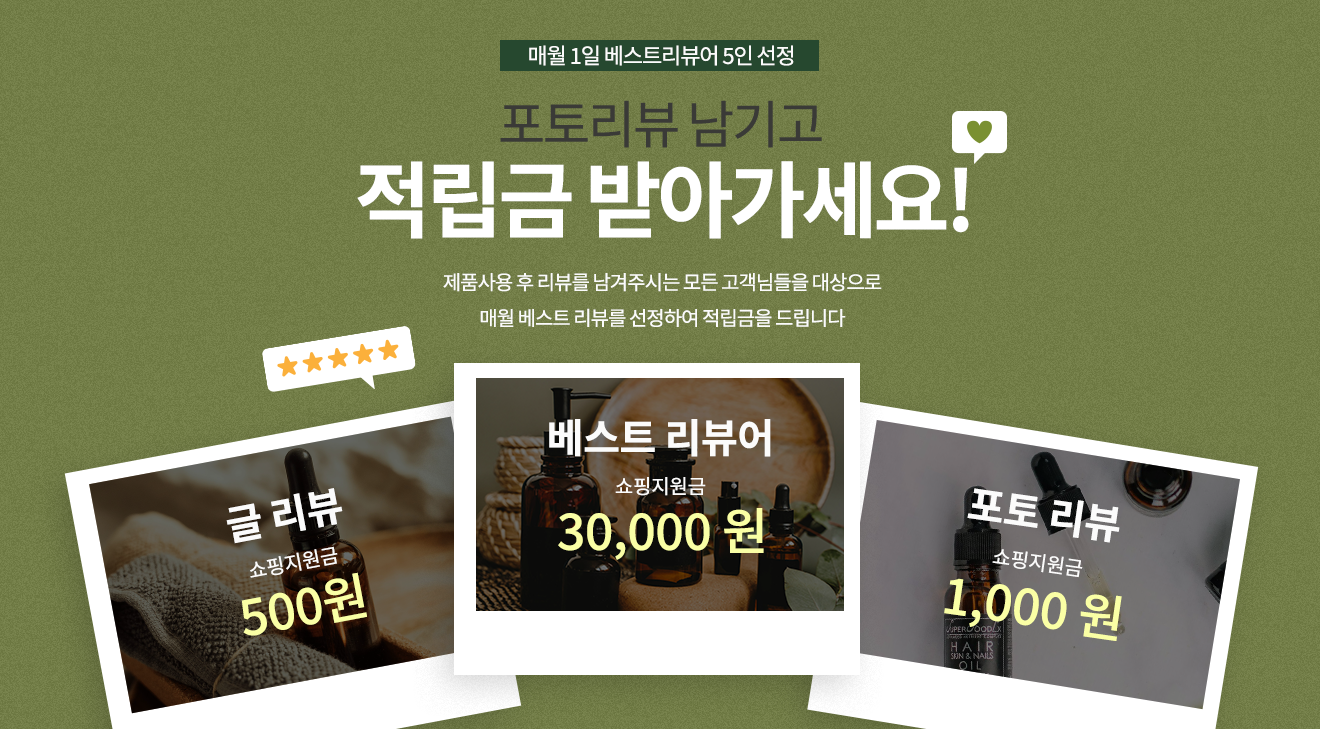 매월 1일 베스트리뷰어 5인 선정
포토리뷰 남기고
적립금 받아가세요!
제품사용 후 리뷰를 남겨주시는 모든 고객님들을 대상으로
매월 베스트 리뷰를 선정하여 적립금을 드립니다
글 리뷰
쇼핑지원금
500원
베스트 리뷰어
쇼핑지원금
30,000 원
포토 리뷰
쇼핑지원금
1,000 원
HAIR
SKIN & NAILS
OIL